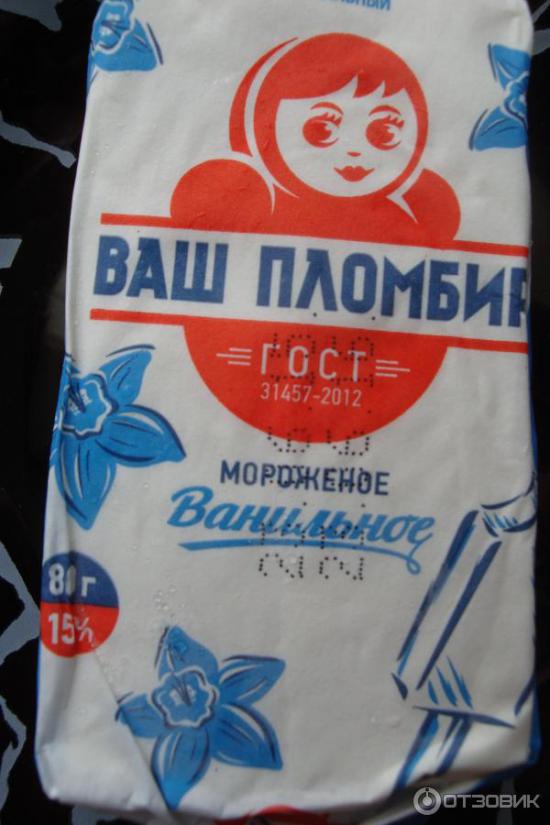 ВАШ ПЛОМБИР
ГОСТ
31457-2012
МОРОЖЕНОЕ
Ванильное
80 г
15%
ОТЗОВИК